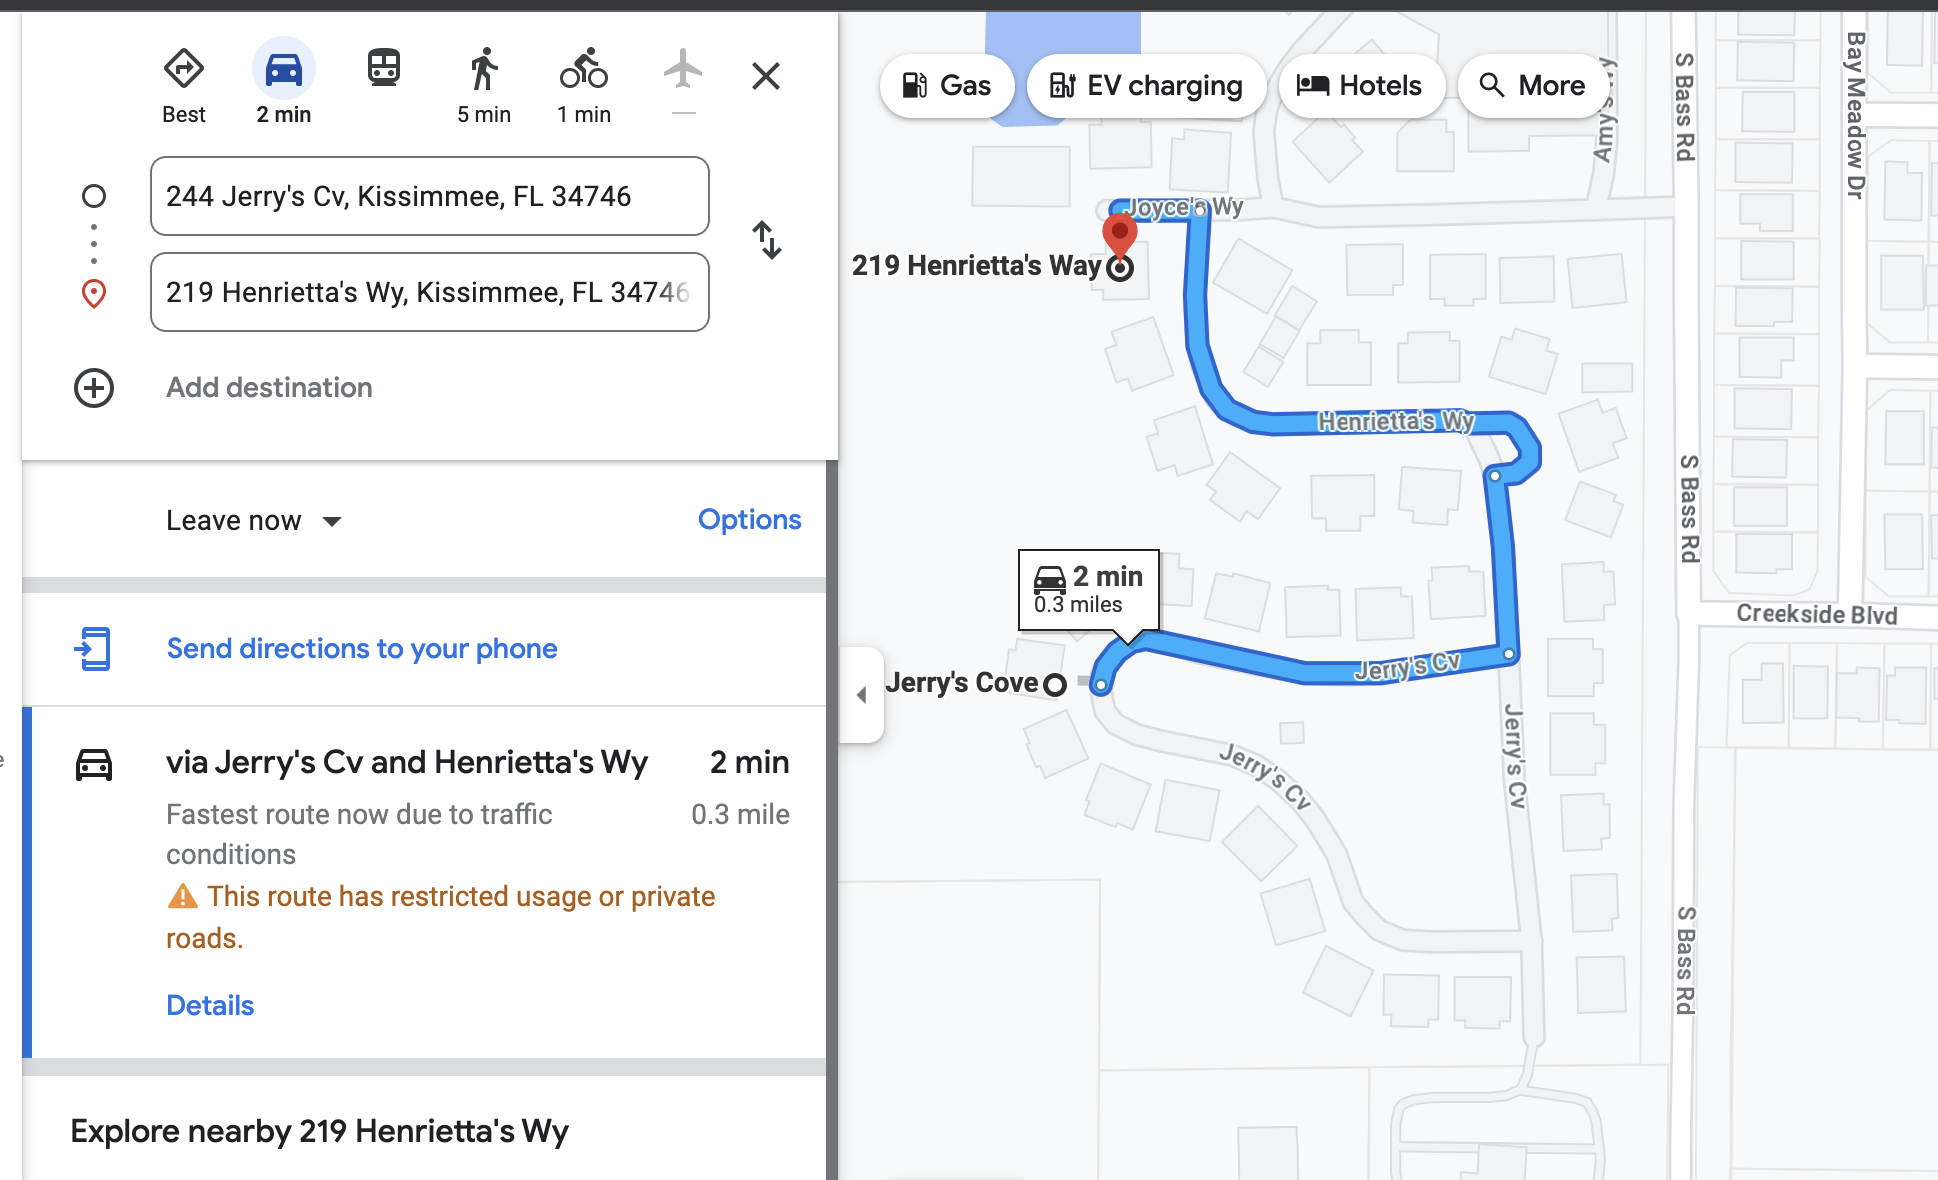 Best
2 min
5 min
1 min
—
244 Jerry's Cv, Kissimmee, FL 34746
219 Henrietta's Wy, Kissimmee, FL 34746
Add destination
Leave now
Options
Send directions to your phone
via Jerry's Cv and Henrietta's Wy
2 min
Fastest route now due to traffic
conditions
0.3 mile
This route has restricted usage or private
roads.
Details
Explore nearby 219 Henrietta's Wy
Gas
EV charging
Hotels
More
Amy's Wy
S Bass Rd
Bay Meadow Dr
Joyce's Wy
219 Henrietta's Way
Henrietta's Wy
S Bass Rd
2 min
0.3 miles
Creekside Blvd
Jerry's Cove
Jerry's Cv
Jerry's Cv
Jerry's Cv
S Bass Rd